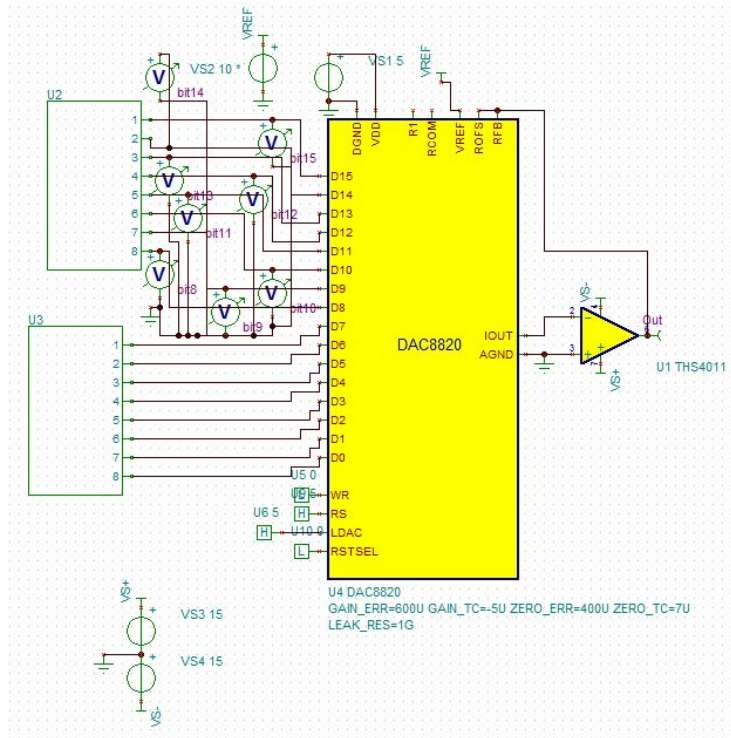 VREF
VS2 10 *
VS1 5
VREF
U2
bit14
1
2
3
4
5
6
7
8
bit15
bit13
bit12
bit11
bit8
bit10
bit9
V
V
V
V
V
V
V
V
DGND
VDD
R1
RCOM
VREF
ROFS
RFB
D15
D14
D13
D12
D11
D10
D9
D8
D7
D6
D5
D4
D3
D2
D1
D0
WR
RS
LDAC
RSTSEL
DAC8820
IOUT
AGND
VS-
2
3
4
7
Out
VS+
U1 THS4011
U3
1
2
3
4
5
6
7
8
U5 0
U9 5
H
U6 5
H
U10 0
L
U4 DAC8820
GAIN_ERR=600U GAIN_TC=-5U ZERO_ERR=400U ZERO_TC=7U
LEAK_RES=1G
VS+
VS3 15
VS4 15
VS-